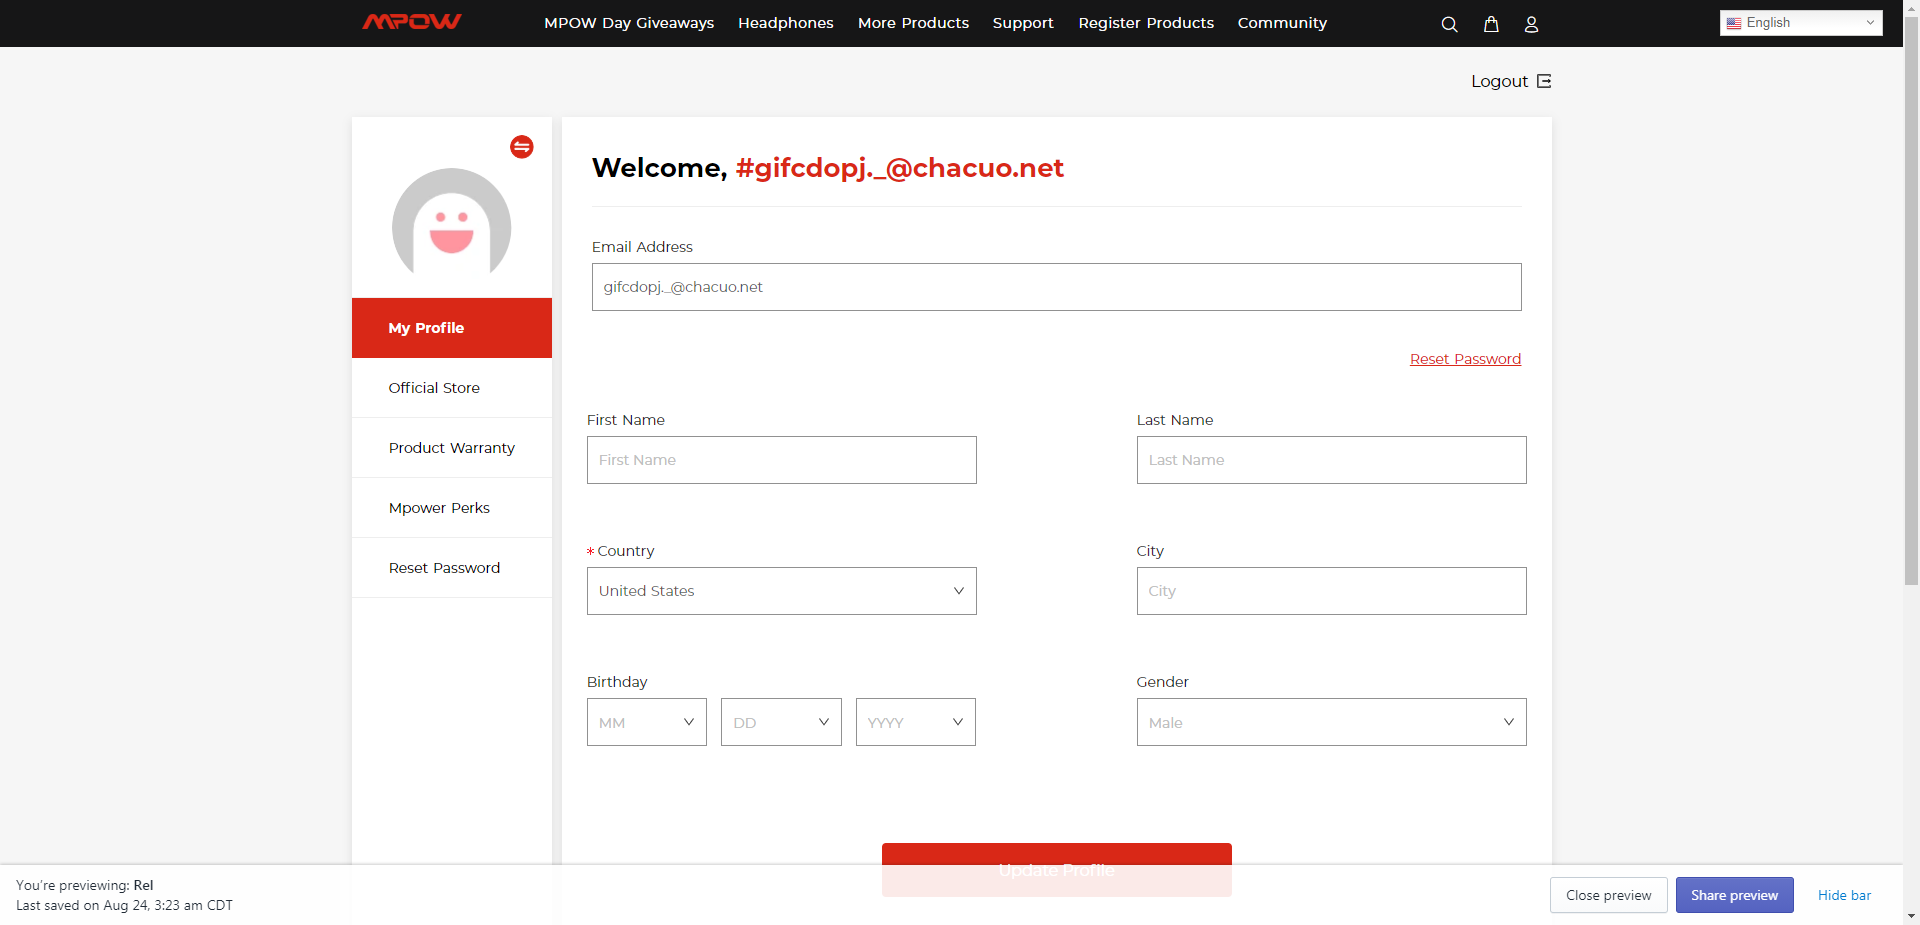 MPOW
MPOW Day Giveaways
Headphones
More Products
Support
Register Products
Community
English
Logout
Welcome, #gifcdopj._@chacuo.net
Email Address
gifcdopj._@chacuo.net
Reset Password
My Profile
Official Store
Product Warranty
Mpower Perks
Reset Password
First Name
Last Name
First Name
Last Name
* Country
City
United States
City
Birthday
Gender
MM
DD
YYYY
Male
Update Profile
You're previewing: Rel
Last saved on Aug 24, 3:23 am CDT
Close preview
Share preview
Hide bar